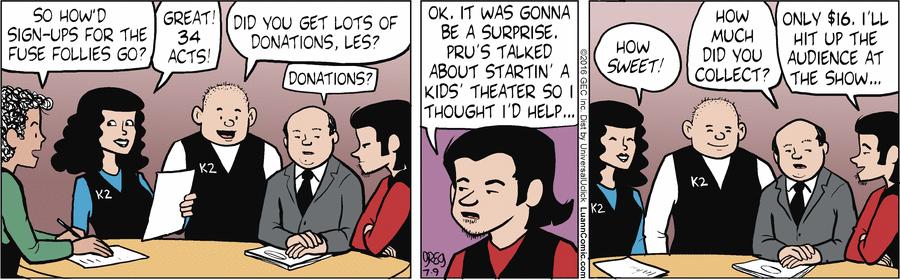 SO HOW'D
SIGN-UPS FOR THE
FUSE FOLLIES GO?
GREAT!
34
ACTS!
DID YOU GET LOTS OF
DONATIONS, LES?
DONATIONS?
K2
K2
OK. IT WAS GONNA
BE A SURPRISE.
PRU'S TALKED
ABOUT STARTIN' A
KIDS' THEATER SO I
THOUGHT I'D HELP...
GREG
7-9
©2016 GEC Inc. Dist by UniversalUclick LuannComic.com
HOW
SWEET!
HOW
MUCH
DID YOU
COLLECT?
ONLY $16. I'LL
HIT UP THE
AUDIENCE AT
THE SHOW...
K2
K2